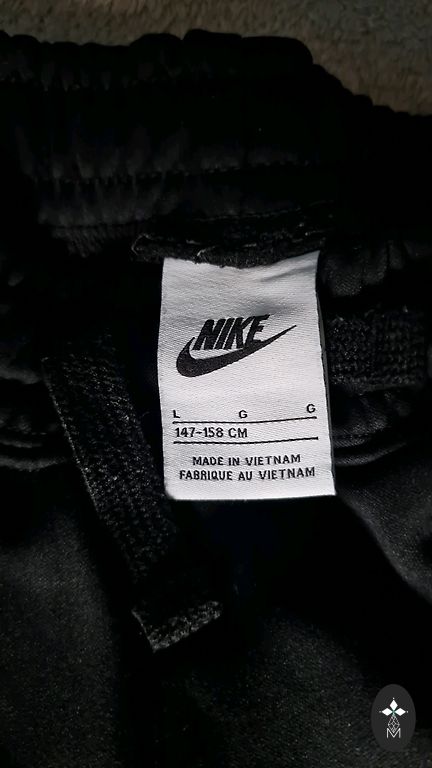 NIKE
L G G
147-158 CM
MADE IN VIETNAM
FABRIQUE AU VIETNAM
M